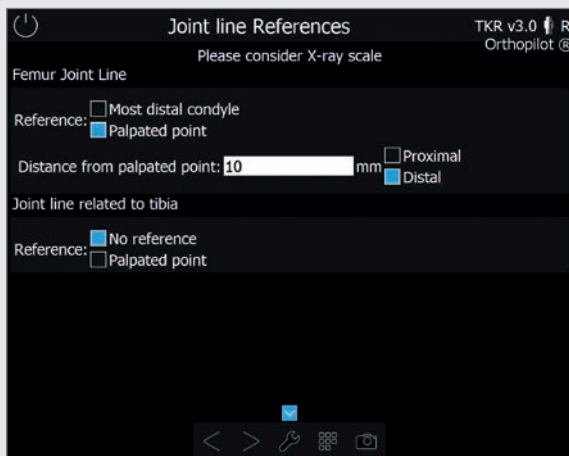 Joint line References
TKR v3.0 R
Orthopilot ®
Please consider X-ray scale
Femur Joint Line
Reference:
Most distal condyle
Palpated point
Distance from palpated point: 10 mm
Proximal
Distal
Joint line related to tibia
Reference:
No reference
Palpated point